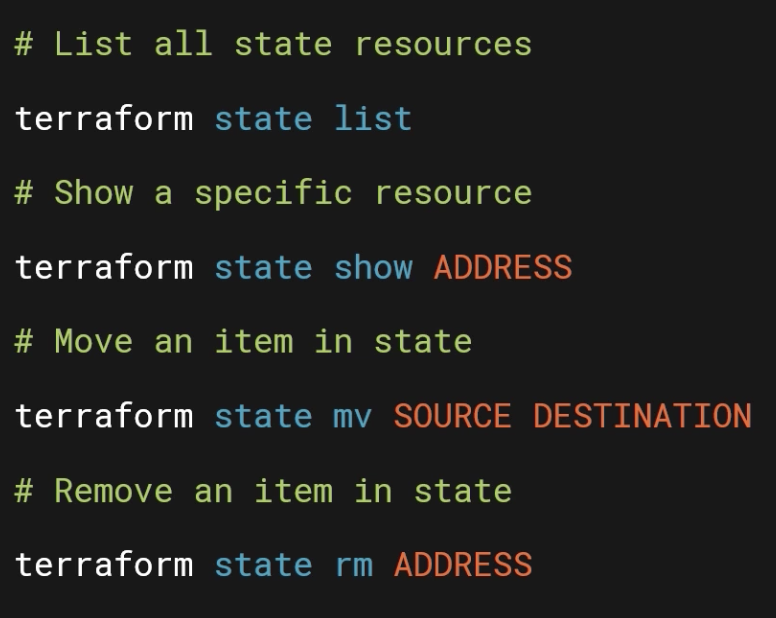 # List all state resources
terraform state list
# Show a specific resource
terraform state show ADDRESS
# Move an item in state
terraform state mv SOURCE DESTINATION
# Remove an item in state
terraform state rm ADDRESS